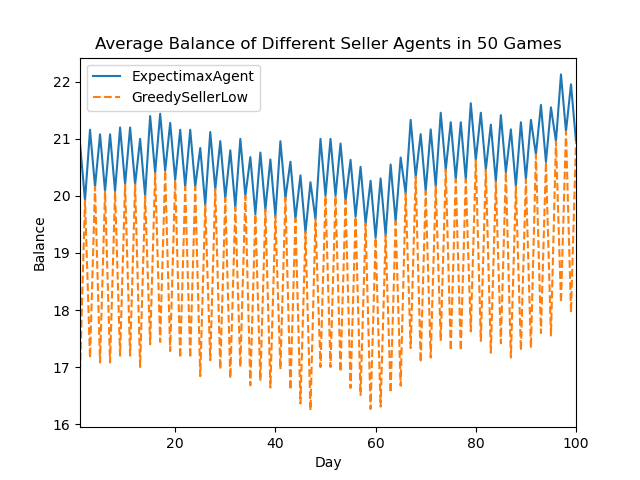 Average Balance of Different Seller Agents in 50 Games
ExpectimaxAgent
GreedySellerLow
22
21
20
19
18
17
16
Balance
20
40
60
80
100
Day